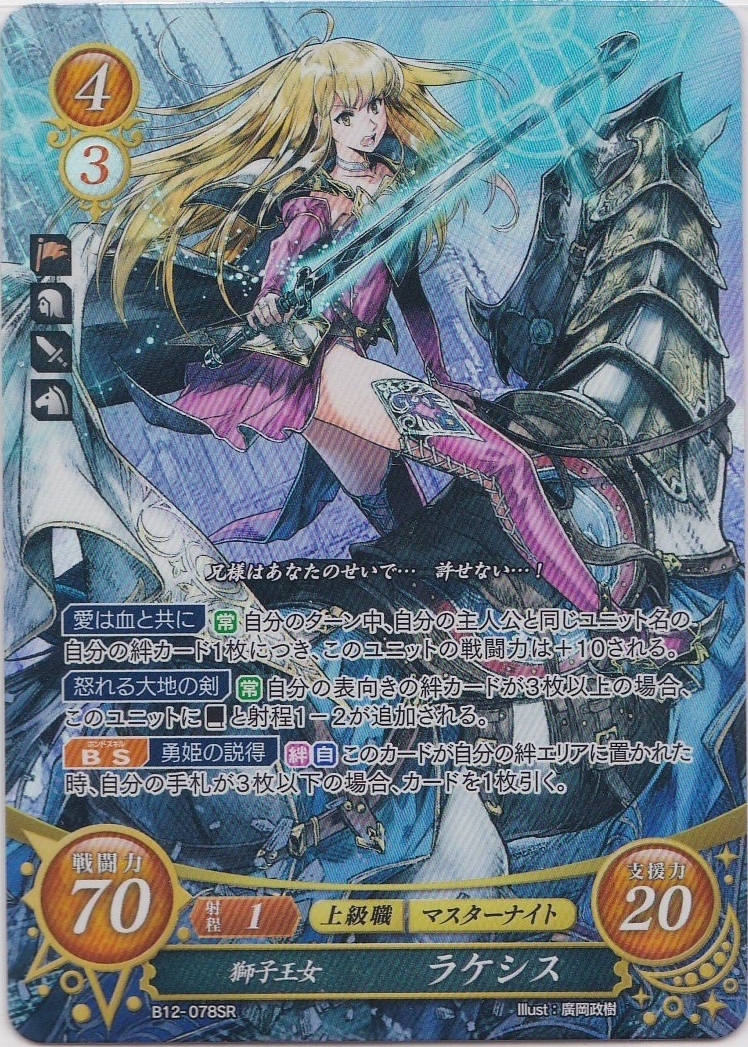 4
3
兄様はあなたのせいで… 許せない…!
愛は血と共に 常 自分のターン中、自分の主人公と同じユニット名の
自分の絆カード1枚につき、このユニットの戦闘力は+10される。
怒れる大地の剣 常 自分の表向きの絆カードが3枚以上の場合、
このユニットに と射程1-2が追加される。
ボンドスキル
BS 勇姫の説得 絆 自 このカードが自分の絆エリアに置かれた
時、自分の手札が3枚以下の場合、カードを1枚引く。
戦闘力
70
射程 1
上級職 マスターナイト
支援力
20
獅子王女 ラケシス
B12-078SR
Illust:廣岡政樹